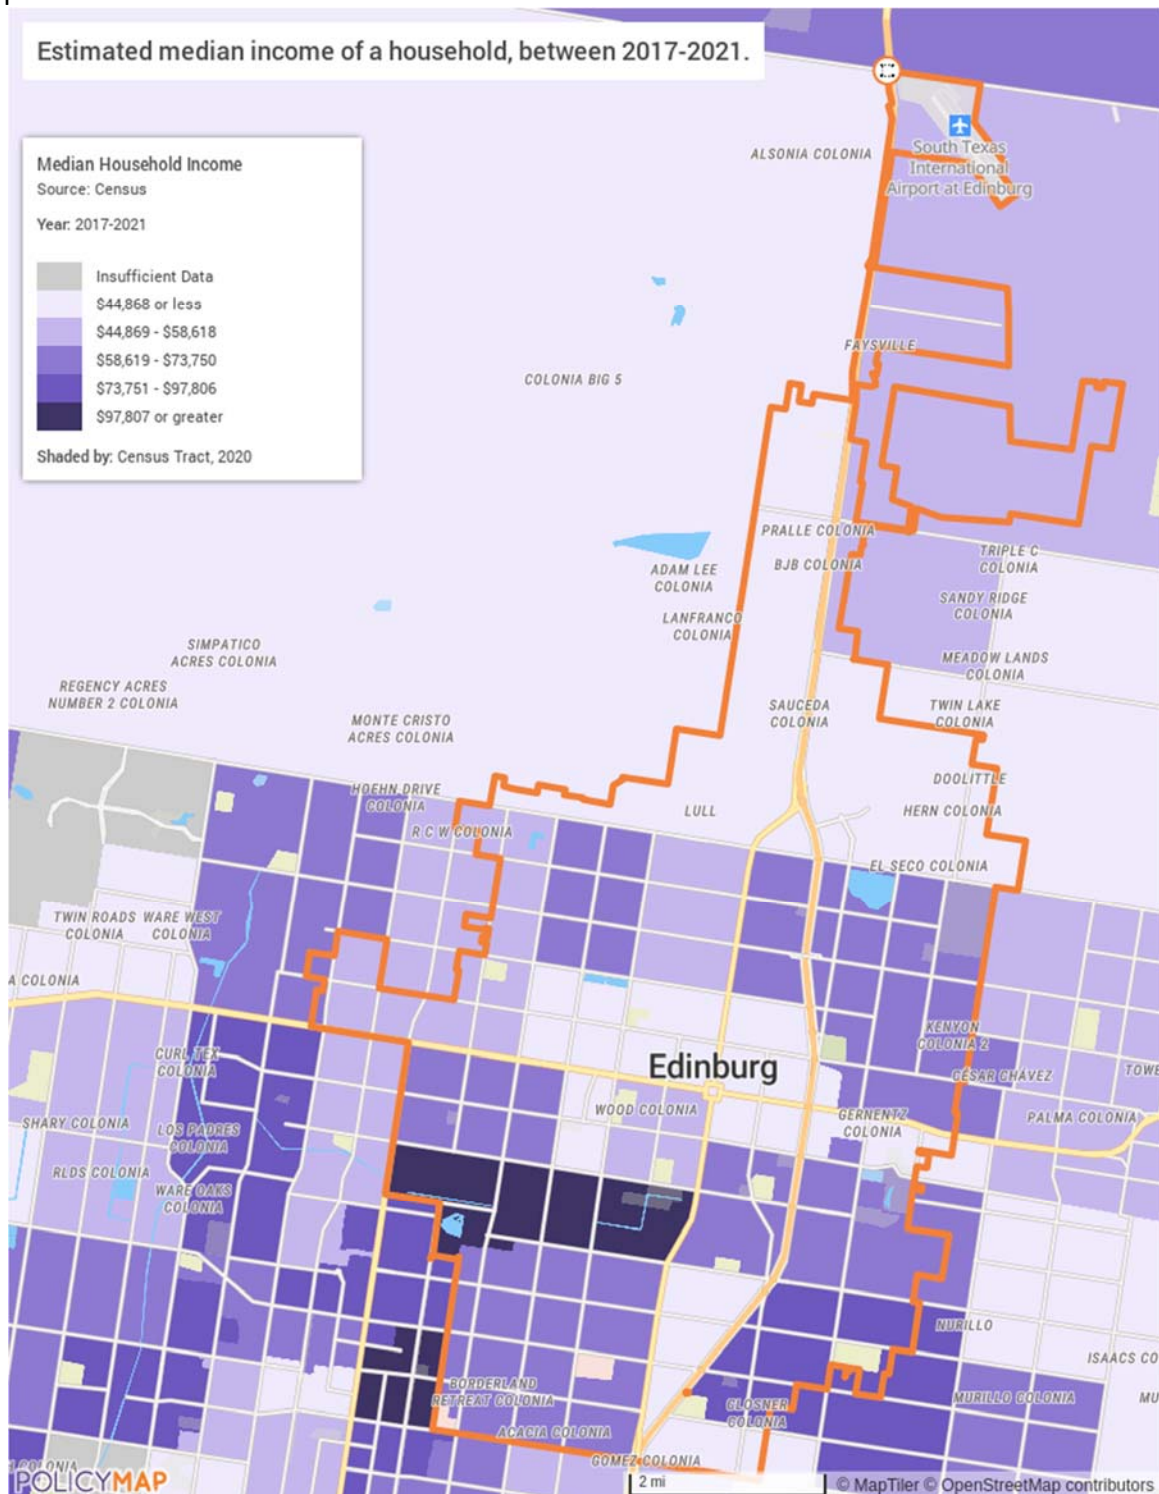 Estimated median income of a household, between 2017-2021.
Median Household Income
Source: Census
Year: 2017-2021
Insufficient Data
$44,868 or less
$44,869 - $58,618
$58,619 - $73,750
$73,751 - $97,806
$97,807 or greater
Shaded by: Census Tract, 2020
ALSONIA COLONIA
South Texas
International
Airport at Edinburg
FAYSVILLE
COLONIA BIG 5
PRALLE COLONIA
BJB COLONIA
TRIPLE C
COLONIA
ADAM LEE
COLONIA
SANDY RIDGE
COLONIA
LANFRANCO
COLONIA
SIMPATICO
ACRES COLONIA
MEADOW LANDS
COLONIA
REGENCY ACRES
NUMBER 2 COLONIA
SAUCEDA
COLONIA
TWIN LAKE
COLONIA
MONTE CRISTO
ACRES COLONIA
DOOLITTLE
HOEHN DRIVE
COLONIA
LULL
HERN COLONIA
R C W COLONIA
EL SECO COLONIA
TWIN ROADS
COLONIA
WARE WEST
COLONIA
A COLONIA
KENYON
COLONIA 2
CURL TEX
COLONIA
Edinburg
CÉSAR CHÁVEZ
TOWE
WOOD COLONIA
GERNENTZ
COLONIA
PALMA COLONIA
SHARY COLONIA
LOS PADRES
COLONIA
RLDS COLONIA
WARE OAKS
COLONIA
NURILLO
ISAACS CO
BORDERLAND
RETREAT COLONIA
MURILLO COLONIA
MU
CLOSNER
COLONIA
ACACIA COLONIA
GOMEZ COLONIA
COLONIA
POLICYMAP
2 mi
© MapTiler © OpenStreetMap contributors